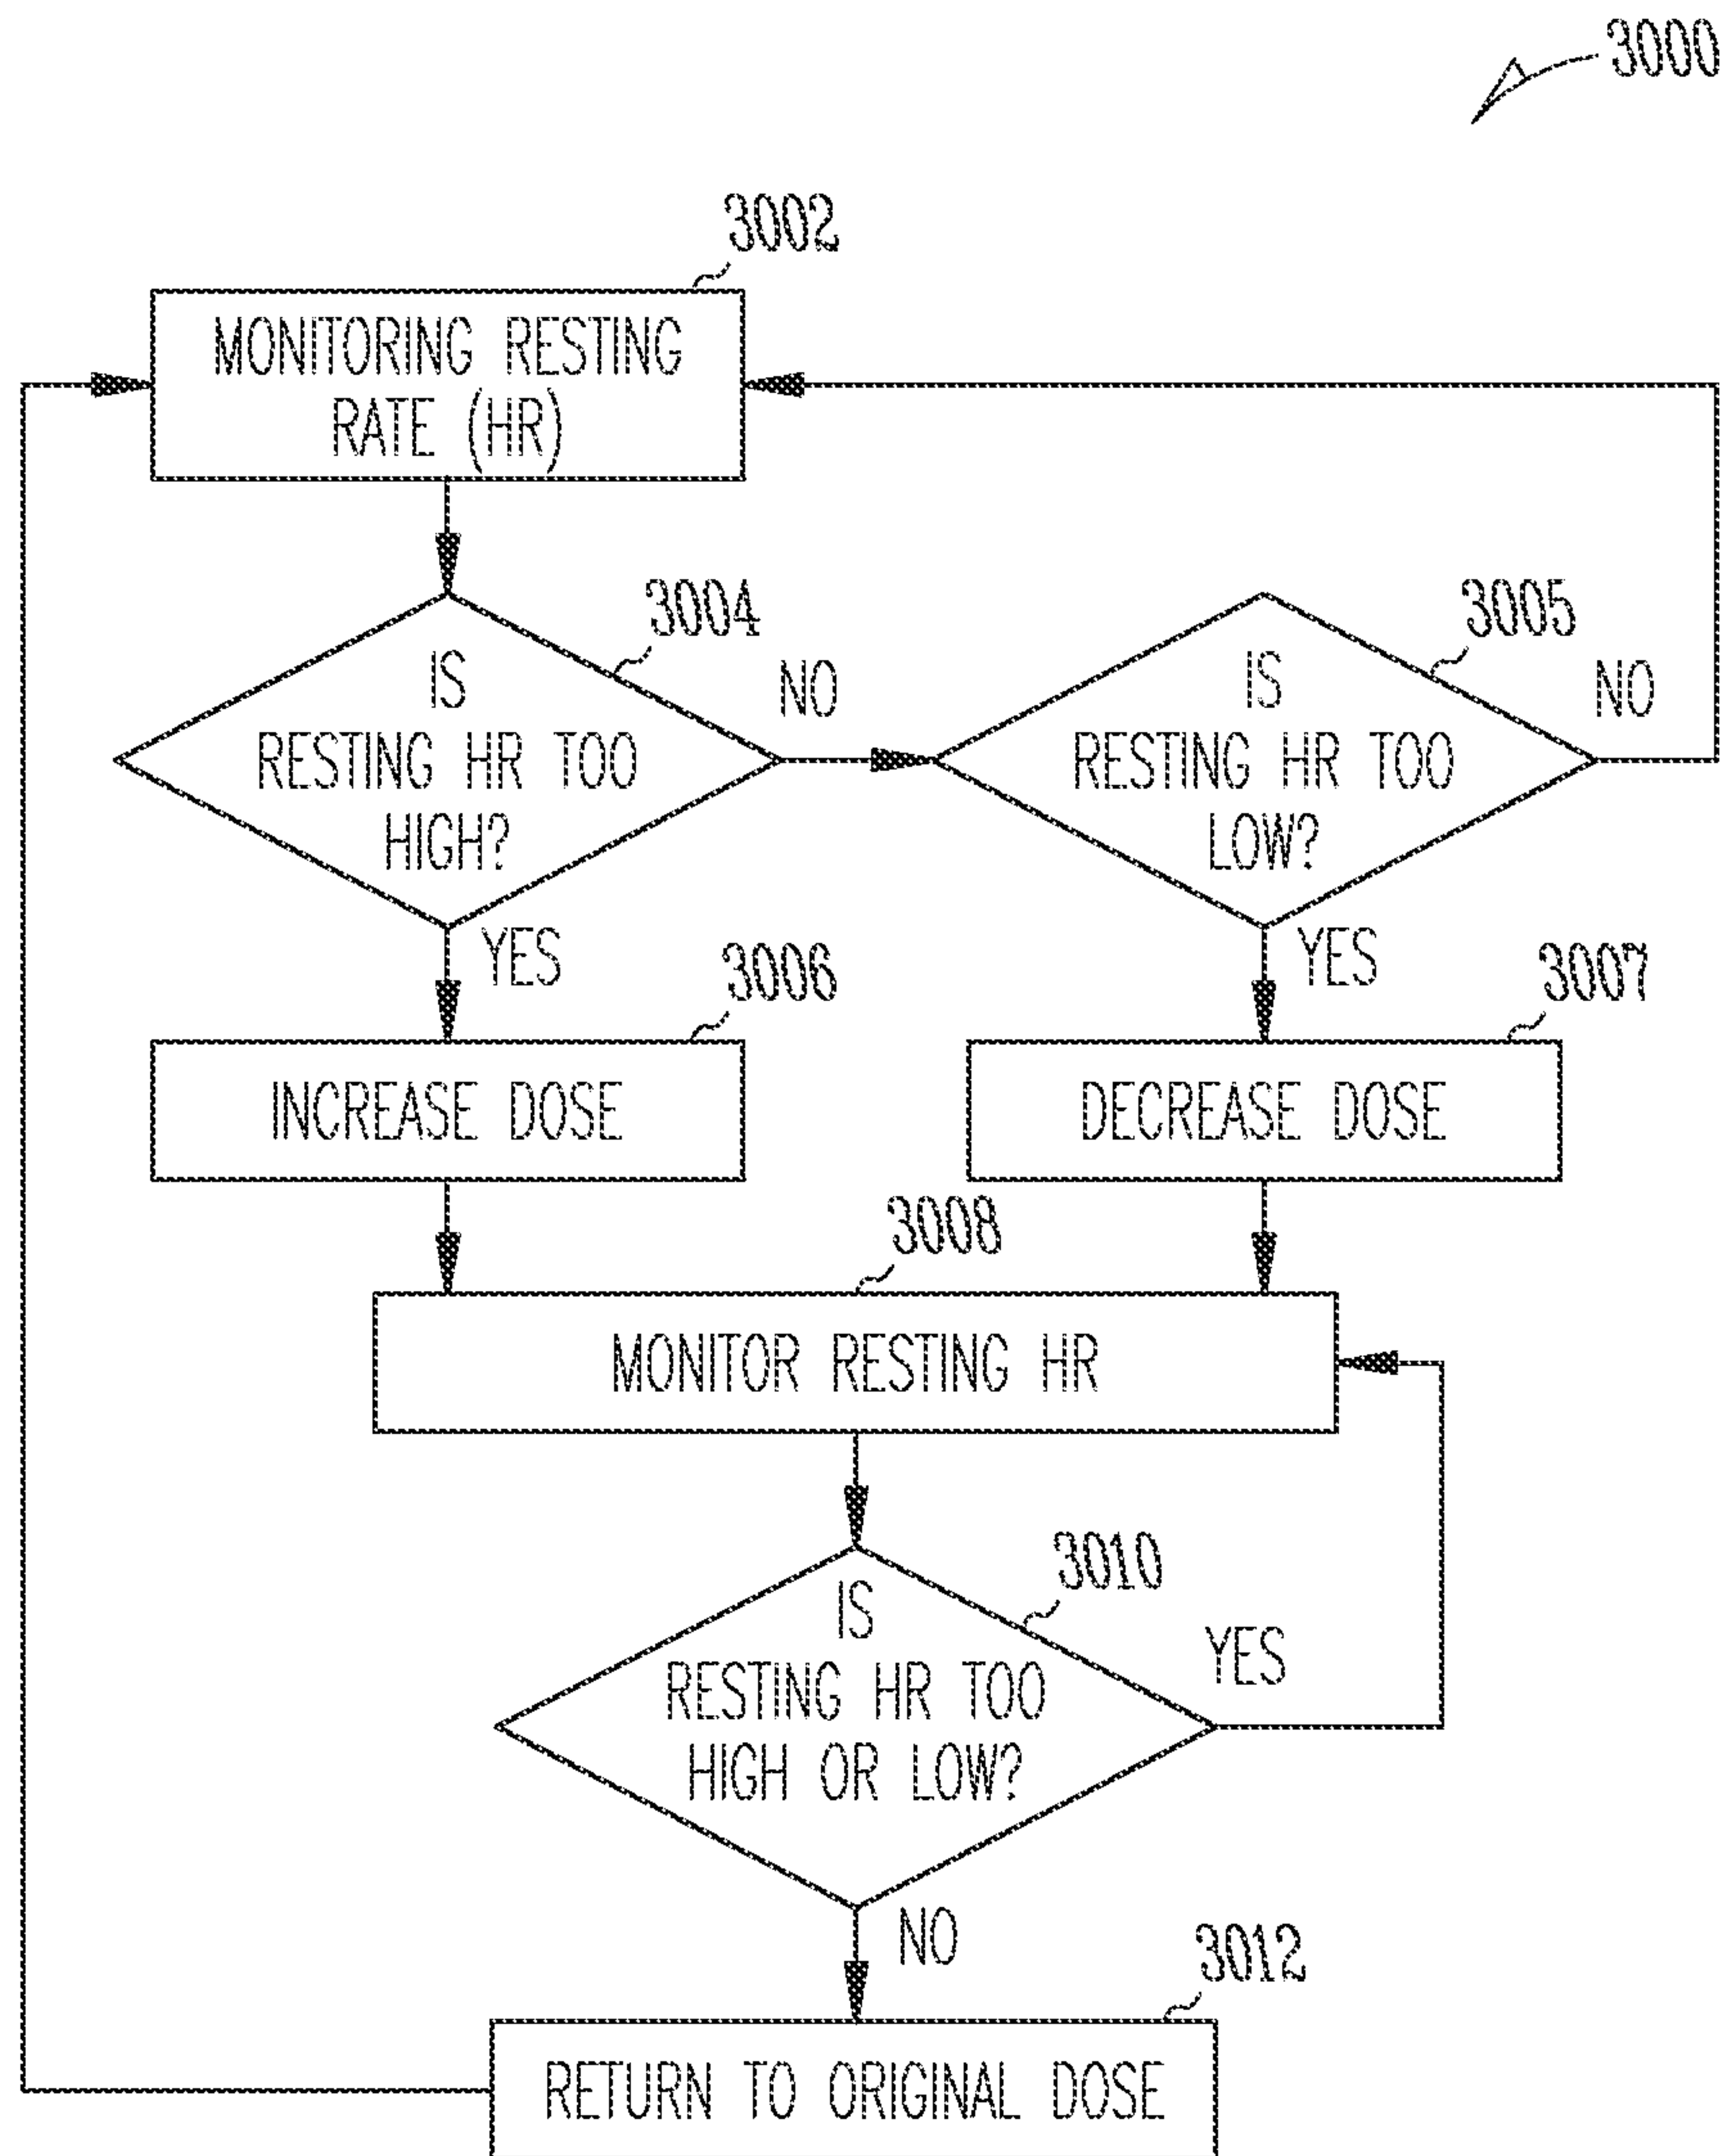 3000
3002
MONITORING RESTING
RATE (HR)
3004
IS
RESTING HR TOO
HIGH?
NO
3005
IS
RESTING HR TOO
LOW?
NO
YES
3006
INCREASE DOSE
YES
3007
DECREASE DOSE
3008
MONITOR RESTING HR
3010
IS
RESTING HR TOO
HIGH OR LOW?
YES
NO
3012
RETURN TO ORIGINAL DOSE